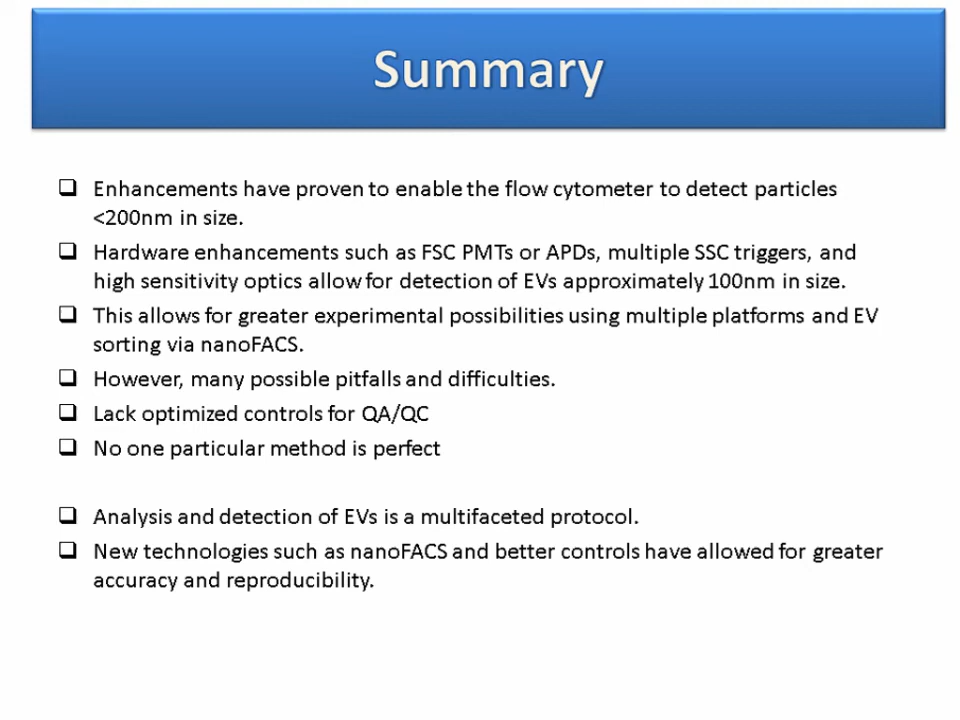 Summary
Enhancements have proven to enable the flow cytometer to detect particles
<200nm in size.
Hardware enhancements such as FSC PMTs or APDs, multiple SSC triggers, and
high sensitivity optics allow for detection of EVs approximately 100nm in size.
This allows for greater experimental possibilities using multiple platforms and EV
sorting via nanoFACS.
However, many possible pitfalls and difficulties.
Lack optimized controls for QA/QC
No one particular method is perfect
Analysis and detection of EVs is a multifaceted protocol.
New technologies such as nanoFACS and better controls have allowed for greater
accuracy and reproducibility.